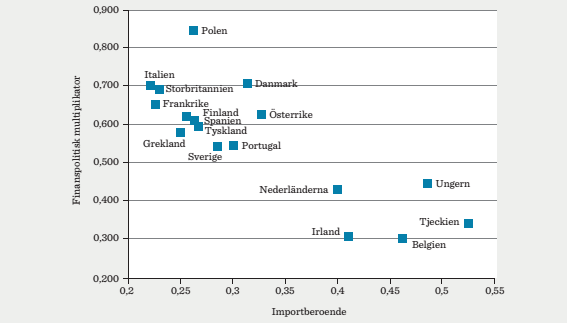 0,900
Polen
0,800
Italien
0,700
Storbritannien
Danmark
Frankrike
Finland
Österrike
0,600
Spanien
Tyskland
Grekland
Portugal
Sverige
0,500
Finanspolitisk multiplikator
Nederländerna
Ungern
0,400
Tjeckien
Irland
0,300
Belgien
0,200
0,2 0,25 0,3 0,35 0,4 0,45 0,5 0,55
Importberoende